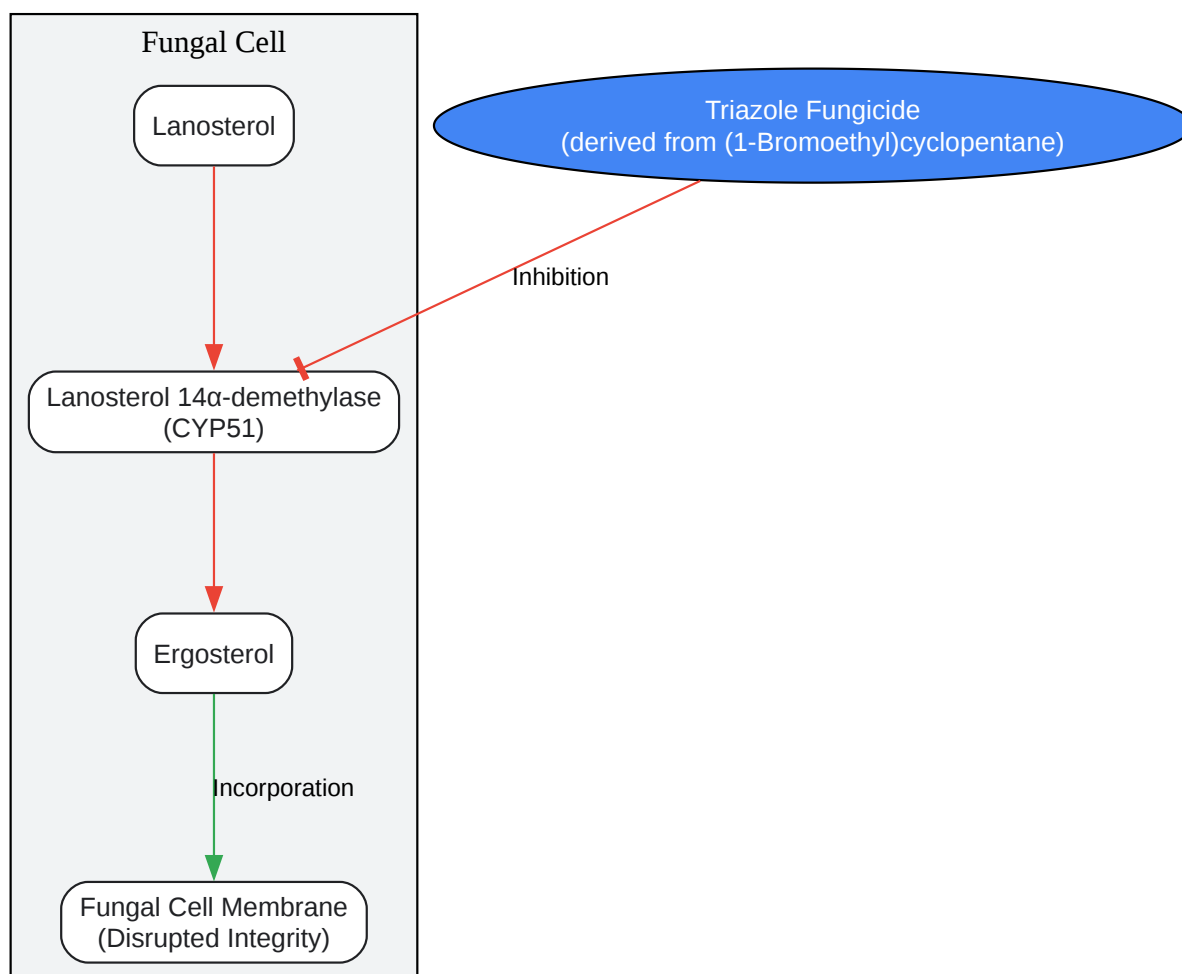 Fungal Cell
Lanosterol
Triazole Fungicide
(derived from (1-Bromoethyl)cyclopentane)
Inhibition
Lanosterol 14α-demethylase
(CYP51)
Ergosterol
Incorporation
Fungal Cell Membrane
(Disrupted Integrity)